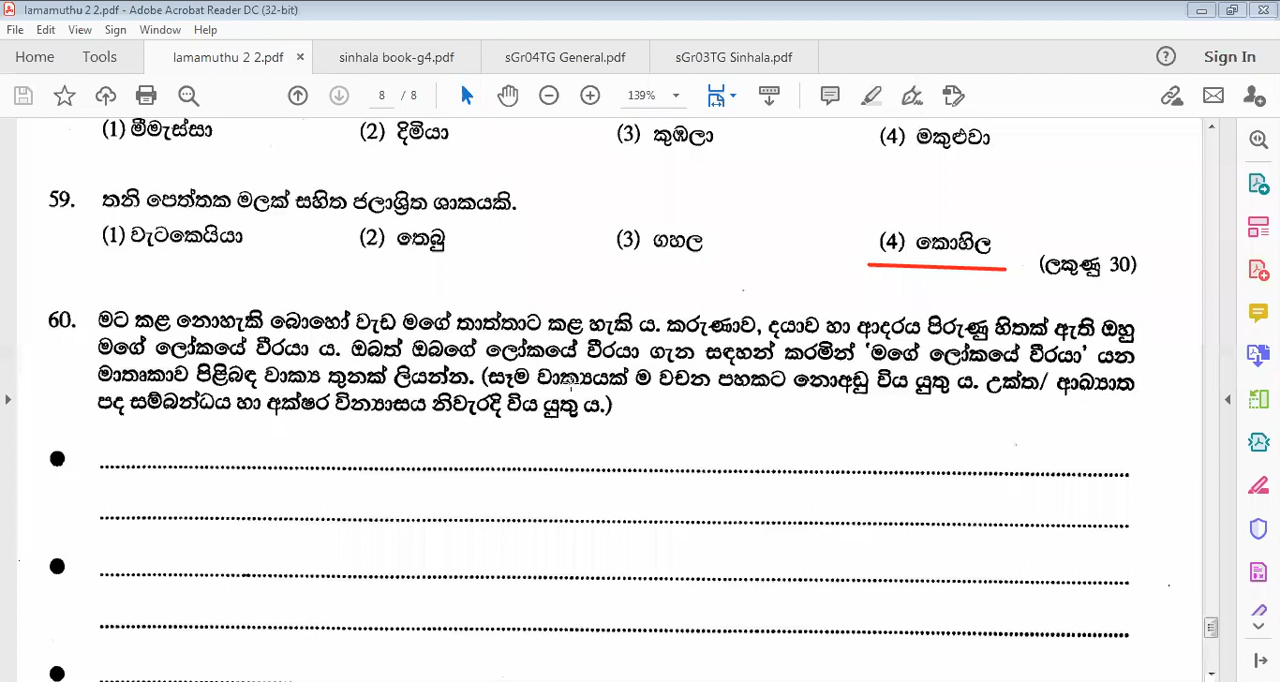 lamamuthu 2 2.pdf - Adobe Acrobat Reader DC (32-bit)
File Edit View Sign Window Help
Home Tools lamamuthu 2 2.pdf × sinhala book-g4.pdf sGr04TG General.pdf sGr03TG Sinhala.pdf Sign In
8 / 8 139%
(1) මීමැස්සා (2) දිමියා (3) කුඹලා (4) මකුළුවා
59. තනි පෙත්තක මලක් සහිත ජලාශ්‍රිත ශාකයකි.
(1) වැටකෙයියා (2) තෙබු (3) ගහල (4) කොහිල
(ලකුණු 30)
60. මට කළ නොහැකි බොහෝ වැඩ මගේ තාත්තාට කළ හැකි ය. කරුණාව, දයාව හා ආදරය පිරුණු හිතක් ඇති ඔහු
මගේ ලෝකයේ වීරයා ය. ඔබත් ඔබගේ ලෝකයේ වීරයා ගැන සඳහන් කරමින් ‘මගේ ලෝකයේ වීරයා’ යන
මාතෘකාව පිළිබඳ වාක්‍ය තුනක් ලියන්න. (සෑම වාක්‍යයක් ම වචන පහකට නොඅඩු විය යුතු ය. උක්ත/ ආඛ්‍යාත
පද සම්බන්ධය හා අක්ෂර වින්‍යාසය නිවැරදි විය යුතු ය.)